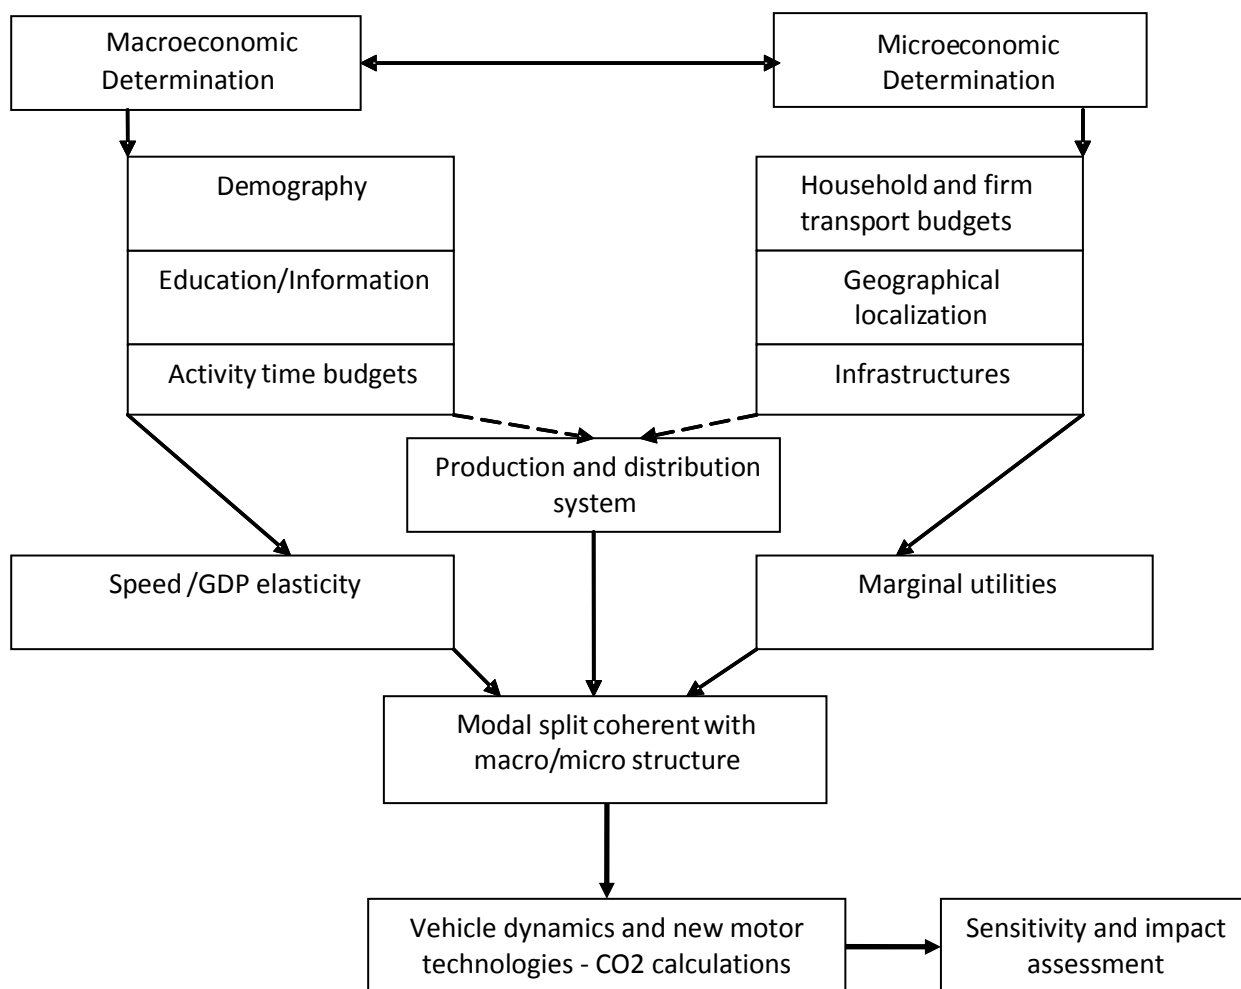 Macroeconomic
Determination
Microeconomic
Determination
Demography
Education/Information
Activity time budgets
Household and firm
transport budgets
Geographical
localization
Infrastructures
Production and distribution
system
Speed /GDP elasticity
Marginal utilities
Modal split coherent with
macro/micro structure
Vehicle dynamics and new motor
technologies - CO2 calculations
Sensitivity and impact
assessment